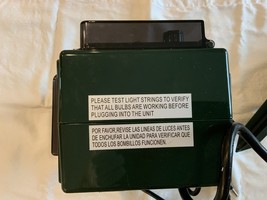 PLEASE TEST LIGHT STRINGS TO VERIFY
THAT ALL BULBS ARE WORKING BEFORE
PLUGGING INTO THE UNIT
POR FAVOR, REVISE LAS LINEAS DE LUCES ANTES
DE ENCHUFAR LA UNIDAD PARA VERIFICAR QUE
TODOS LOS BOMBILLOS FUNCIONEN.